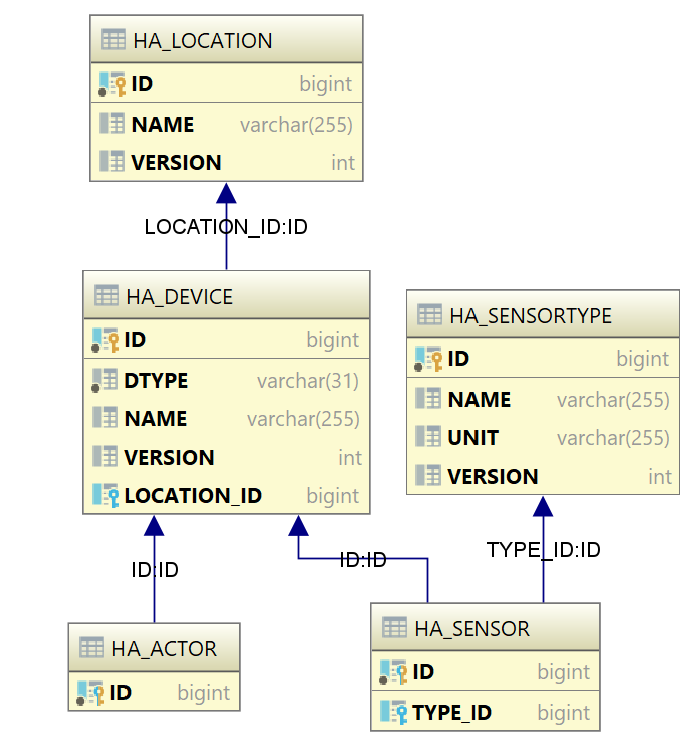 HA_LOCATION
ID bigint
NAME varchar(255)
VERSION int
LOCATION_ID:ID
HA_DEVICE
ID bigint
DTYPE varchar(31)
NAME varchar(255)
VERSION int
LOCATION_ID bigint
HA_SENSORTYPE
ID bigint
NAME varchar(255)
UNIT varchar(255)
VERSION int
ID:ID
ID:ID
TYPE_ID:ID
HA_ACTOR
ID bigint
HA_SENSOR
ID bigint
TYPE_ID bigint